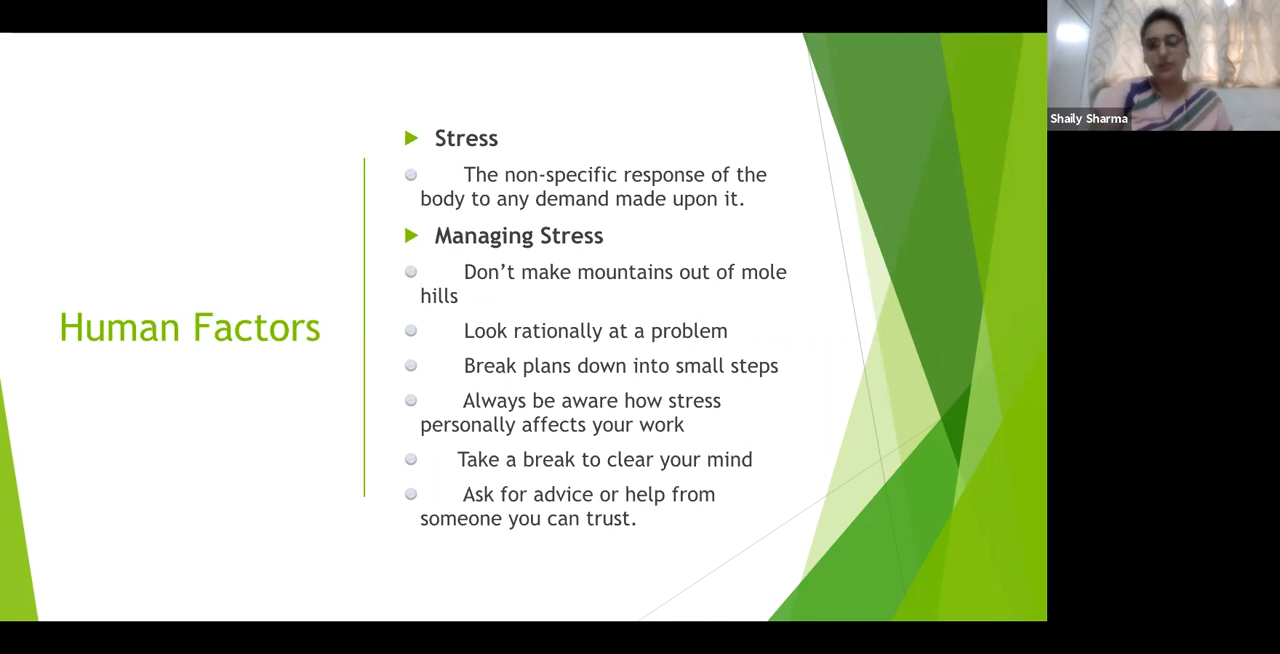 Human Factors
Stress
The non-specific response of the
body to any demand made upon it.
Managing Stress
Don’t make mountains out of mole
hills
Look rationally at a problem
Break plans down into small steps
Always be aware how stress
personally affects your work
Take a break to clear your mind
Ask for advice or help from
someone you can trust.
Shaily Sharma